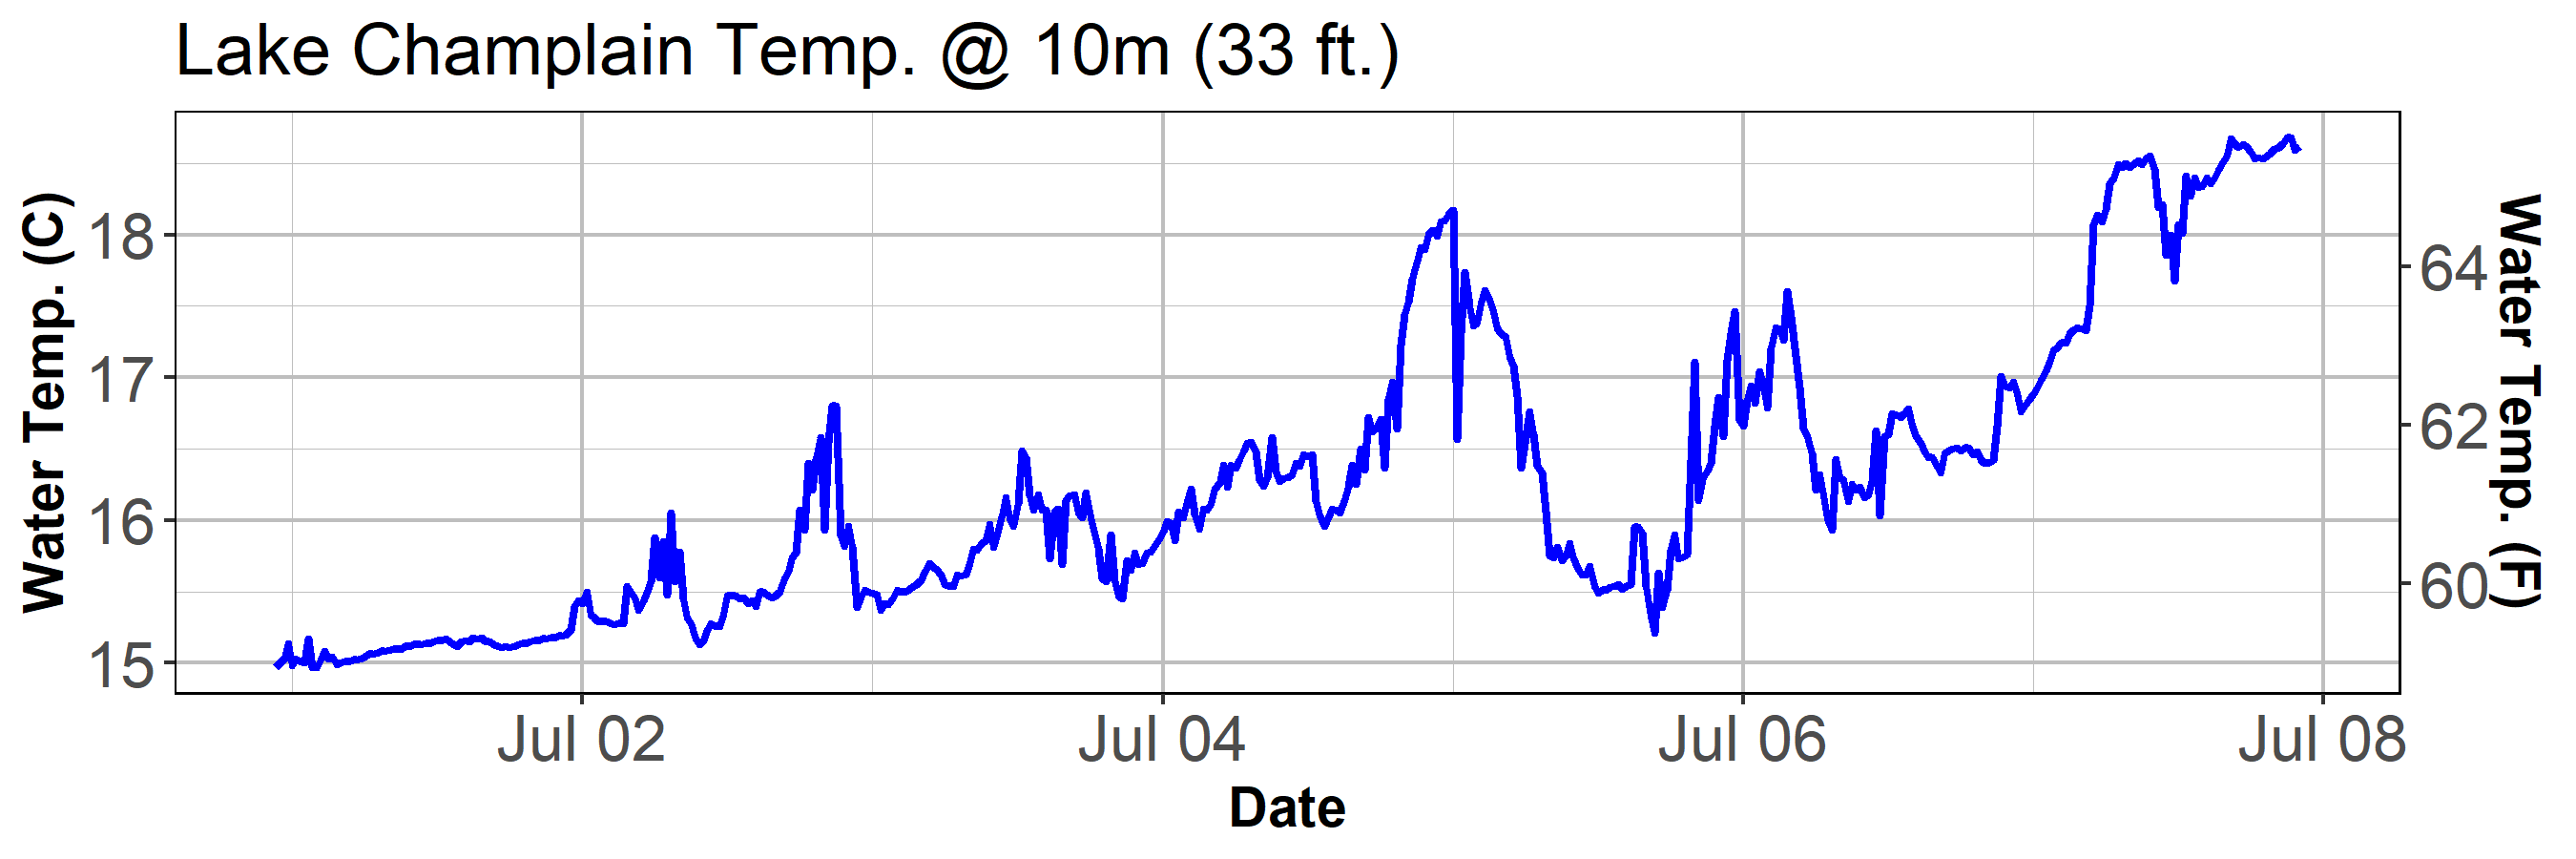 Lake Champlain Temp. @ 10m (33 ft.)
Water Temp. (C)
18
17
16
15
64
62
60
Water Temp. (F)
Jul 02
Jul 04
Jul 06
Jul 08
Date